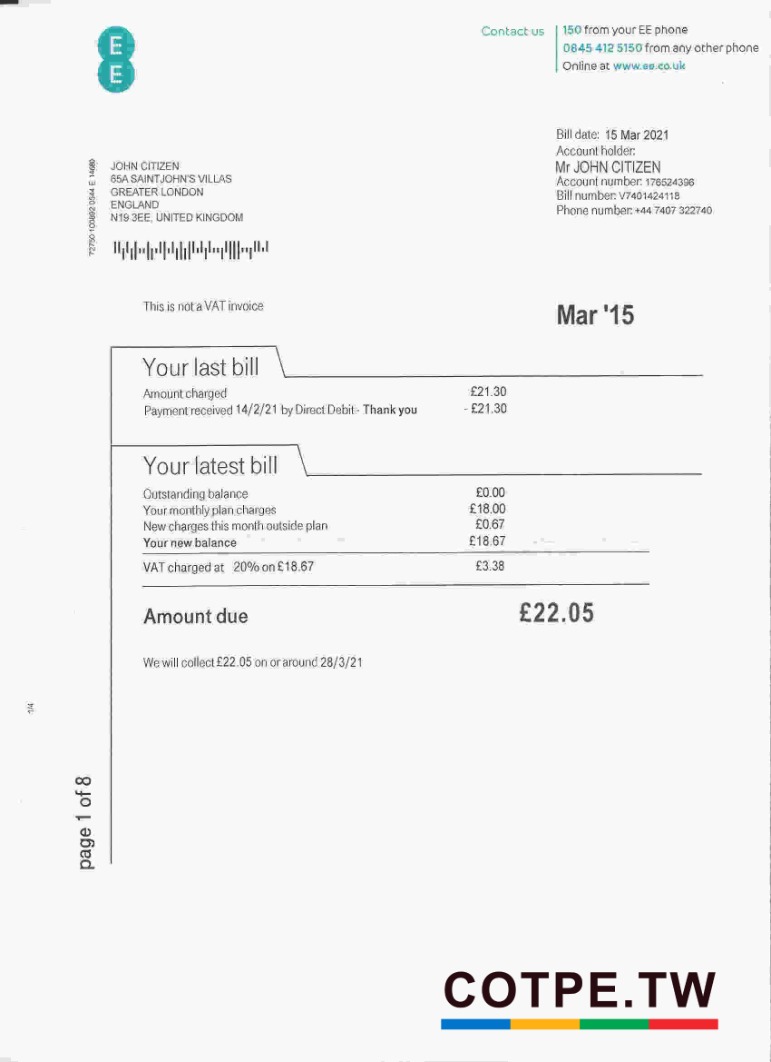 EE
Contact us
150 from your EE phone
0845 412 5150 from any other phone
Online at www.ee.co.uk
Bill date: 15 Mar 2021
Account holder:
Mr JOHN CITIZEN
Account number: 176524396
Bill number: V7401424118
Phone number: +44 7407 322740
JOHN CITIZEN
65A SAINTJOHN'S VILLAS
GREATER LONDON
ENGLAND
N19 3EE, UNITED KINGDOM
This is not a VAT invoice
Mar '15
Your last bill
Amount charged £21.30
Payment received 14/2/21 by Direct Debit - Thank you - £21.30
Your latest bill
Outstanding balance £0.00
Your monthly plan charges £18.00
New charges this month outside plan £0.67
Your new balance £18.67
VAT charged at 20% on £18.67 £3.38
Amount due £22.05
We will collect £22.05 on or around 28/3/21
1/4
page 1 of 8
COTPE.TW